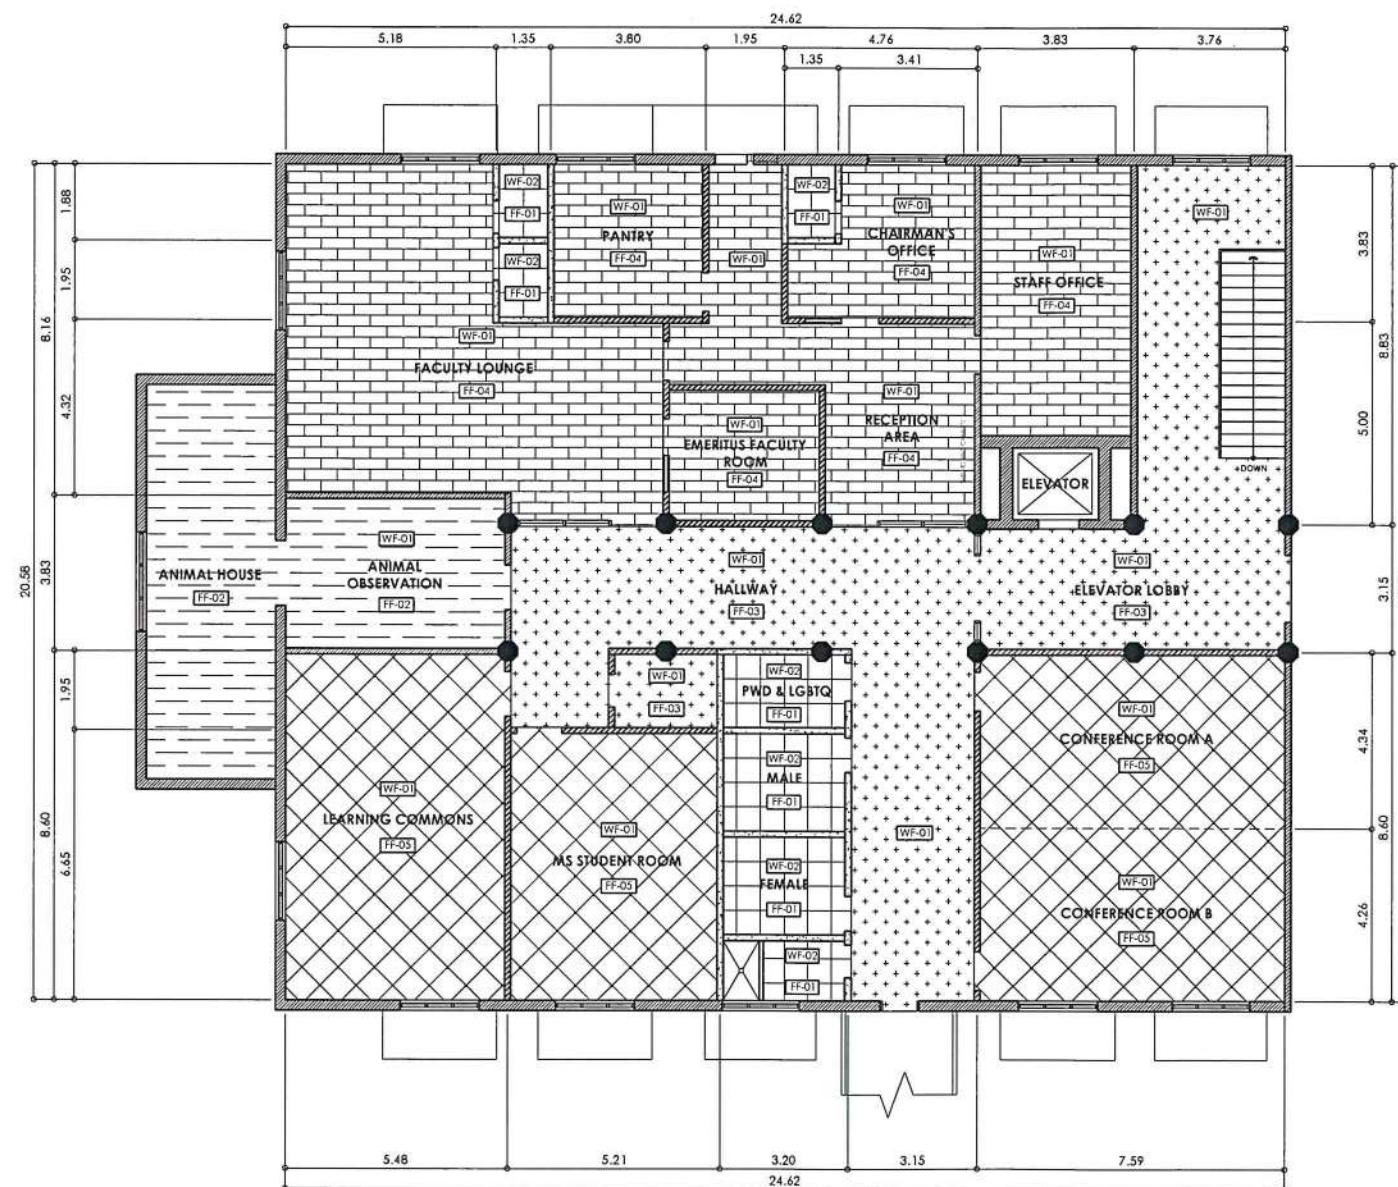 24.62
5.18 1.35 3.80 1.95 4.76 3.83 3.76
1.35 3.41
WF-02
FF-01
WF-02
FF-01
WF-01
PANTRY
FF-04
WF-01
WF-02
FF-01
WF-01
CHAIRMAN'S
OFFICE
FF-04
WF-01
STAFF OFFICE
FF-04
WF-01
DOWN
WF-01
FACULTY LOUNGE
FF-04
WF-01
EMERITUS FACULTY
ROOM
FF-04
WF-01
RECEPTION
AREA
FF-04
ELEVATOR
ANIMAL HOUSE
FF-02
WF-01
ANIMAL
OBSERVATION
FF-02
WF-01
HALLWAY
FF-03
WF-01
ELEVATOR LOBBY
FF-03
WF-01
FF-03
WF-02
PWD & LGBTQ
FF-01
WF-02
MALE
FF-01
WF-02
FEMALE
FF-01
WF-02
FF-01
WF-01
LEARNING COMMONS
FF-05
WF-01
MS STUDENT ROOM
FF-05
WF-01
WF-01
CONFERENCE ROOM A
FF-05
WF-01
CONFERENCE ROOM B
FF-05
20.58
8.16
3.83
8.60
1.88
1.95
4.32
1.95
6.65
3.83
5.00
3.15
4.34
4.26
8.83
8.60
5.48 5.21 3.20 3.15 7.59
24.62